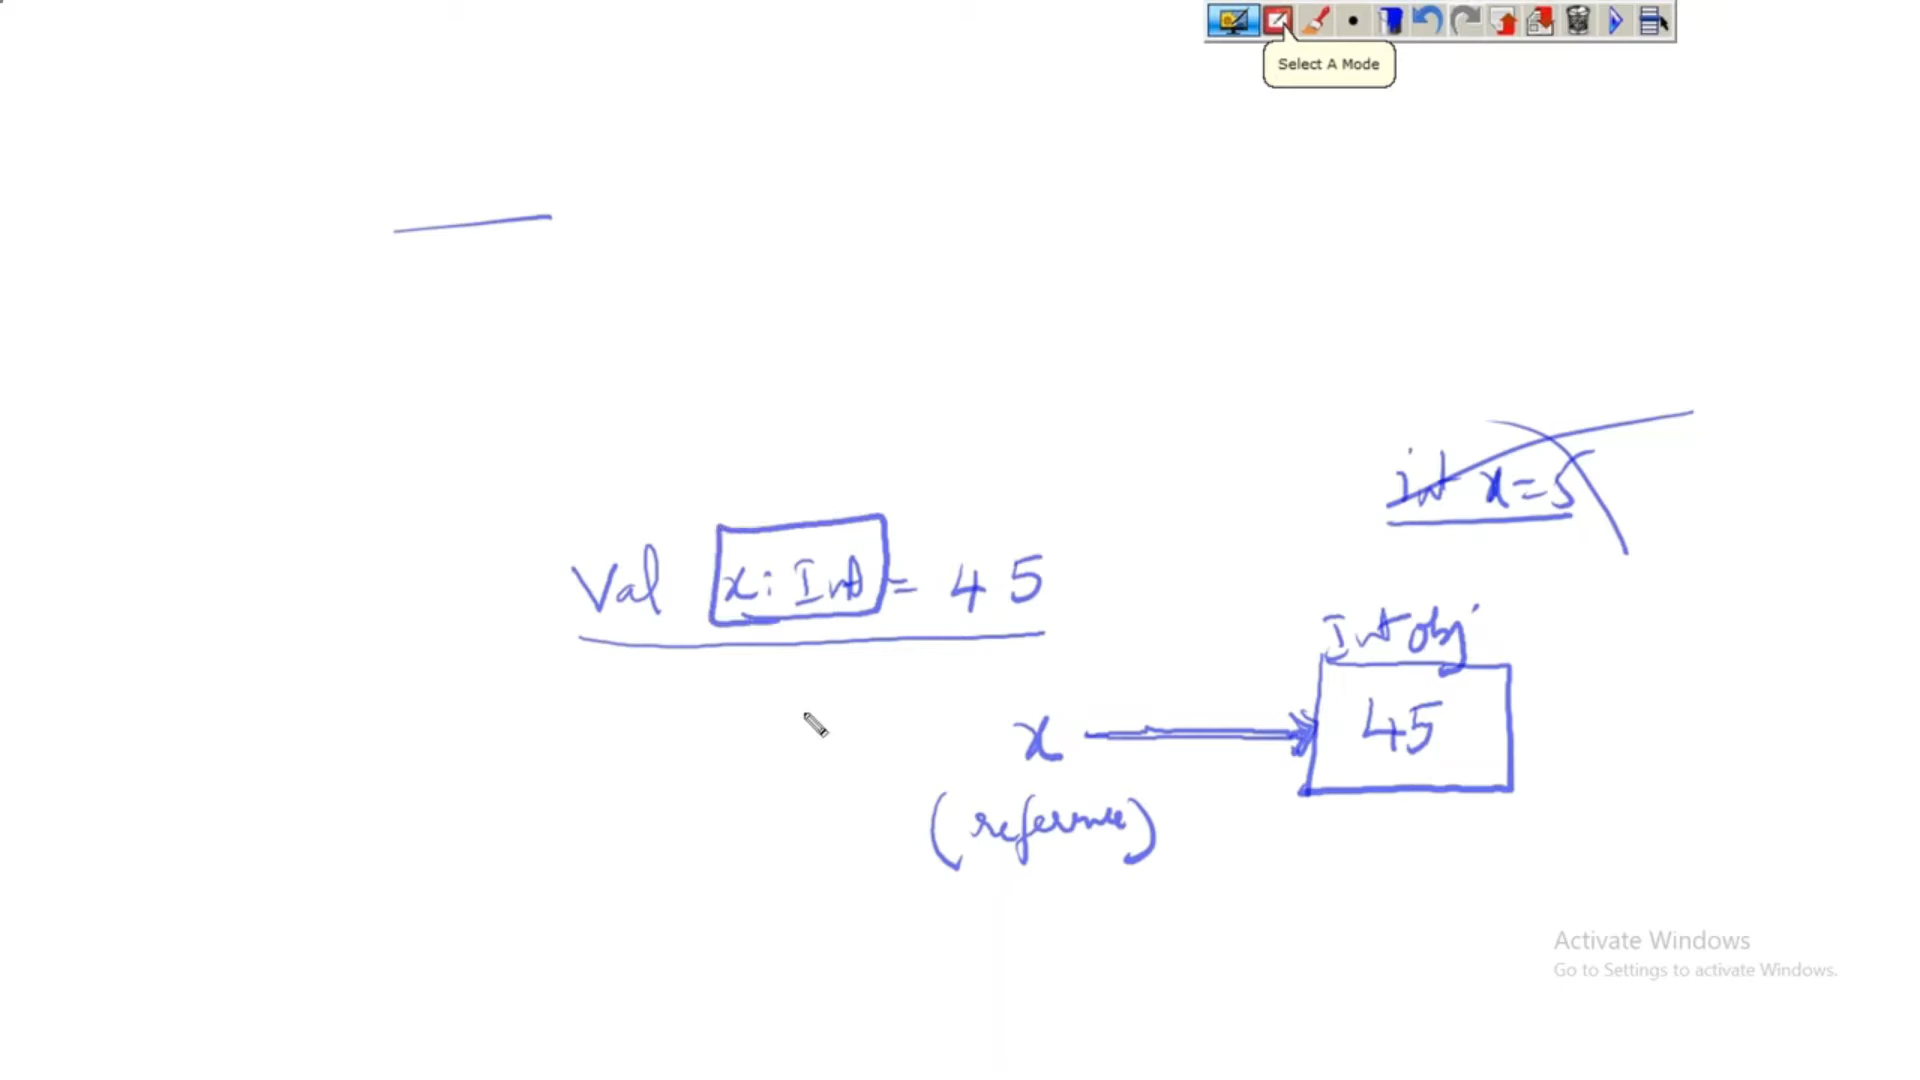 Select A Mode
int x=5
Val x: Int = 45
Int obj
x
45
(reference)
Activate Windows
Go to Settings to activate Windows.